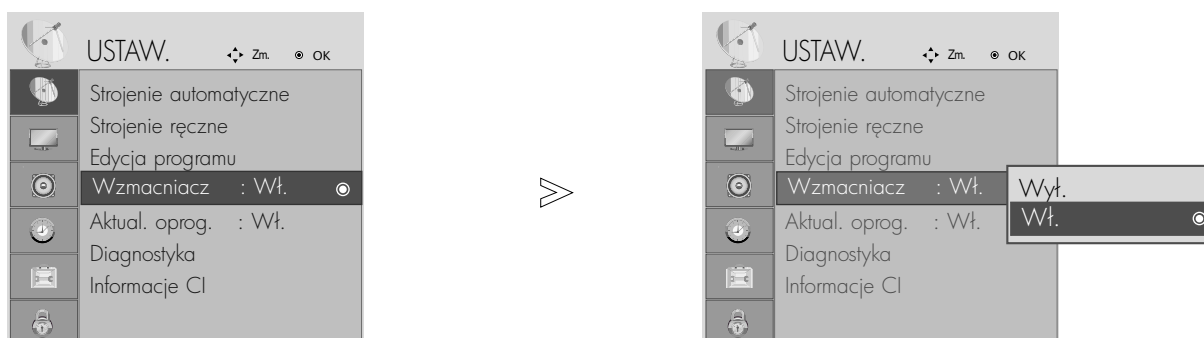 USTAW. Zm. OK
Strojenie automatyczne
Strojenie ręczne
Edycja programu
Wzmacniacz : Wł.
Aktual. oprog. : Wł.
Diagnostyka
Informacje CI
USTAW. Zm. OK
Strojenie automatyczne
Strojenie ręczne
Edycja programu
Wzmacniacz : Wł.
Aktual. oprog. : Wł.
Diagnostyka
Informacje CI
Wył.
Wł.